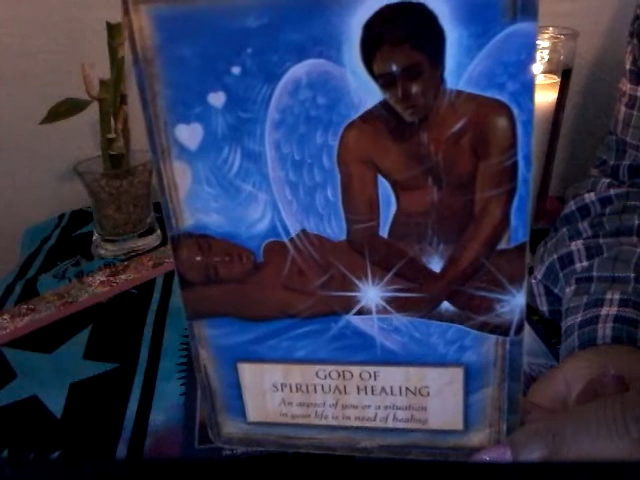 GOD OF
SPIRITUAL HEALING
An aspect of you or a situation
in your life is in need of healing